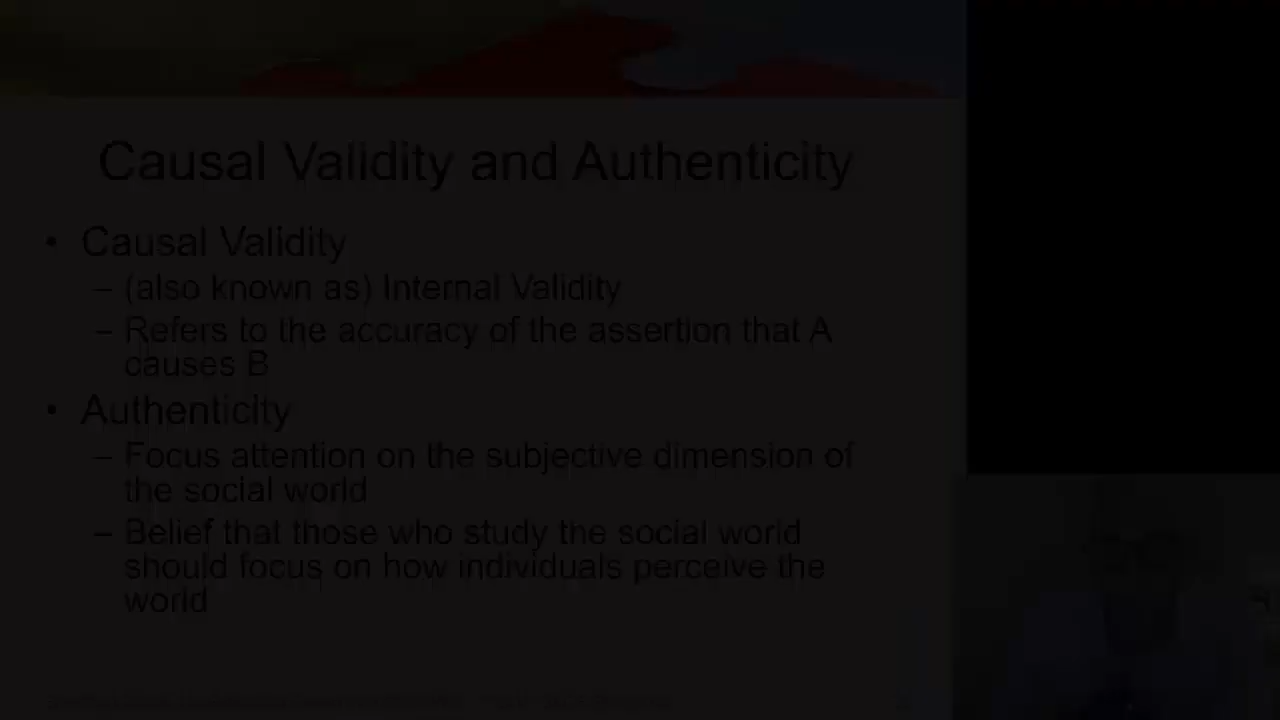 Causal Validity and Authenticity
• Causal Validity
– (also known as) Internal Validity
– Refers to the accuracy of the assertion that A
causes B
• Authenticity
– Focus attention on the subjective dimension of
the social world
– Belief that those who study the social world
should focus on how individuals perceive the
world